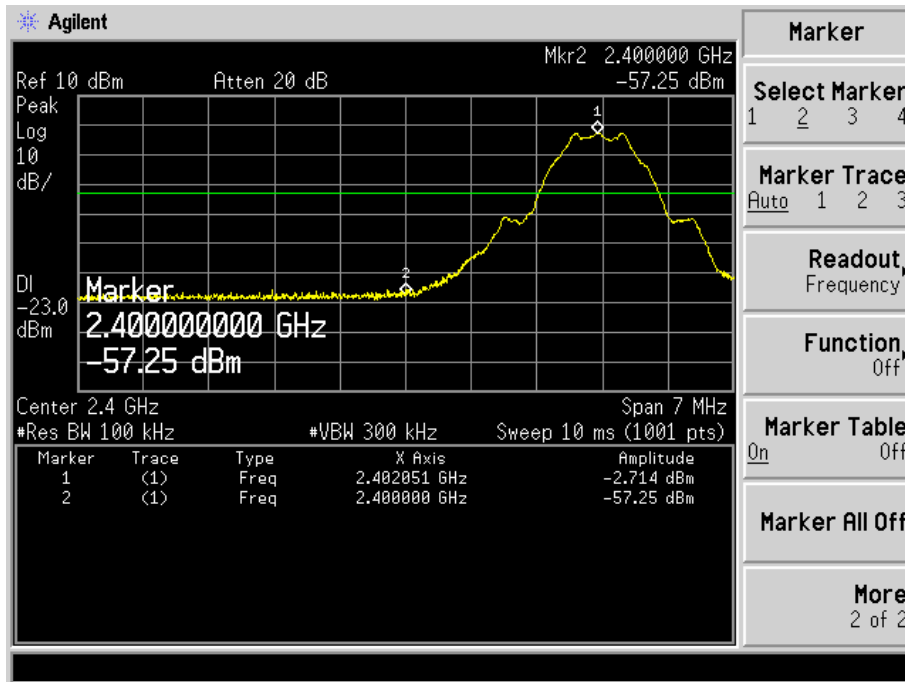 Agilent
Marker
Mkr2 2.400000 GHz
Ref 10 dBm Atten 20 dB -57.25 dBm
Peak
Log
10
dB/
1
2
DI
-23.0
dBm
Marker
2.400000000 GHz
-57.25 dBm
Center 2.4 GHz Span 7 MHz
#Res BW 100 kHz #VBW 300 kHz Sweep 10 ms (1001 pts)
Marker Trace Type X Axis Amplitude
1 (1) Freq 2.402051 GHz -2.714 dBm
2 (1) Freq 2.400000 GHz -57.25 dBm
Select Marker
1 2 3 4
Marker Trace
Auto 1 2 3
Readout
Frequency
Function
Off
Marker Table
On Off
Marker All Off
More
2 of 2